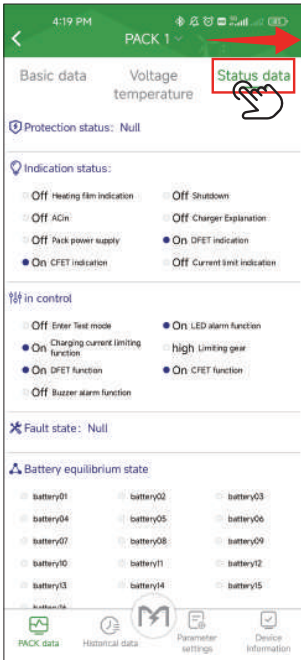 4:19 PM
PACK 1
Basic data
Voltage temperature
Status data
Protection status: Null
Indication status:
Off Heating film indication
Off Shutdown
Off ACin
Off Charger Explanation
Off Pack power supply
On DFET indication
On CFET indication
Off Current limit indication
in control
Off Enter Test mode
On LED alarm function
On Charging current limiting function
high Limiting gear
On DFET function
On CFET function
Off Buzzer alarm function
Fault state: Null
Battery equilibrium state
battery01 battery02 battery03
battery04 battery05 battery06
battery07 battery08 battery09
battery10 battery11 battery12
battery13 battery14 battery15
PACK data
Historical data
Parameter settings
Device Information